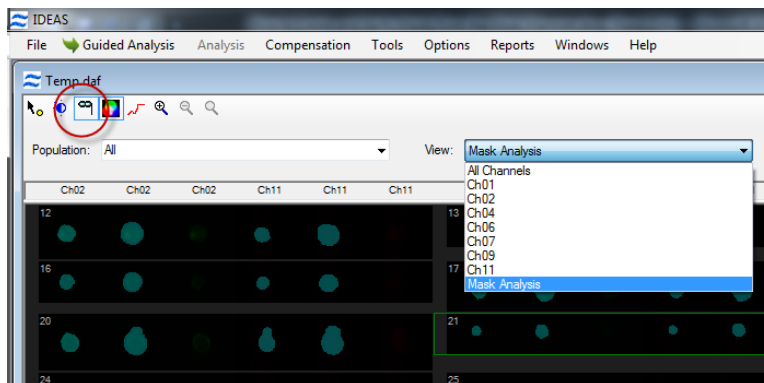 IDEAS
File Guided Analysis Analysis Compensation Tools Options Reports Windows Help
Temp.daf
Population: All View: Mask Analysis
All Channels
Ch01
Ch02
Ch04
Ch06
Ch07
Ch09
Ch11
Mask Analysis
Ch02 Ch02 Ch02 Ch11 Ch11 Ch11
12 13
16 17
20 21
24 25